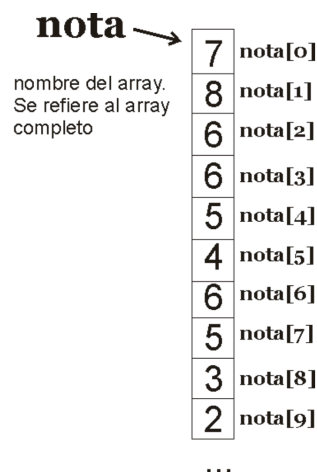 nota
nombre del array.
Se refiere al array
completo
7 nota[0]
8 nota[1]
6 nota[2]
6 nota[3]
5 nota[4]
4 nota[5]
6 nota[6]
5 nota[7]
3 nota[8]
2 nota[9]
...